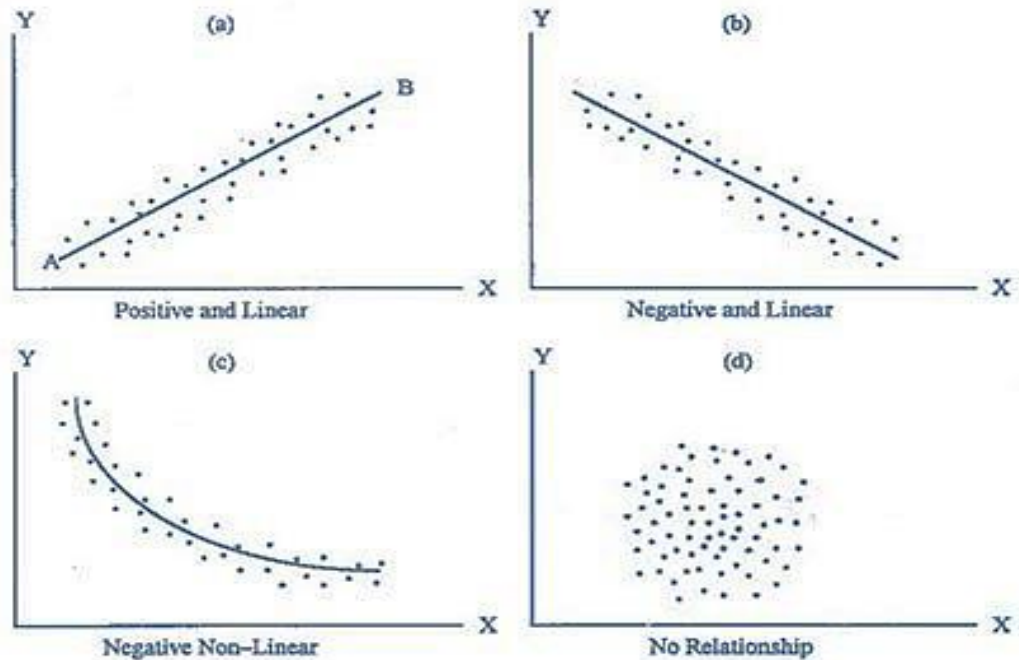 Y
(a)
B
A
X
Positive and Linear
Y
(b)
X
Negative and Linear
Y
(c)
X
Negative Non-Linear
Y
(d)
X
No Relationship